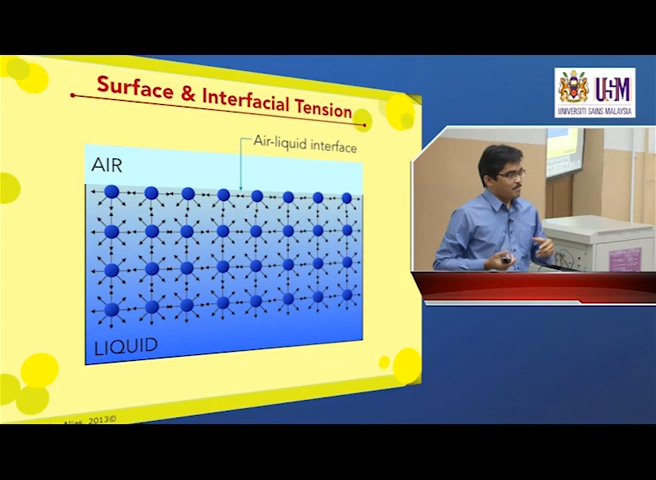 Surface & Interfacial Tension
Air-liquid interface
AIR
LIQUID
2013©
USM
UNIVERSITI SAINS MALAYSIA